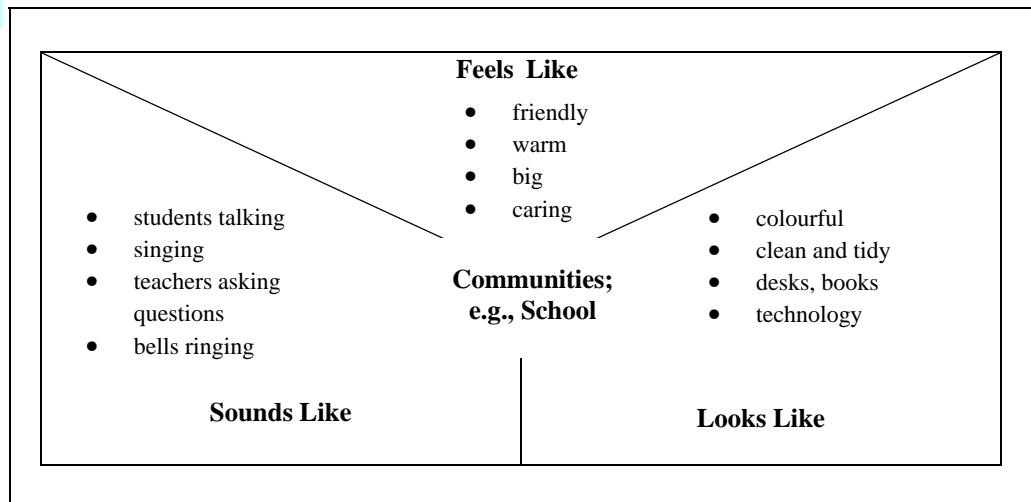 Feels Like
• friendly
• warm
• big
• caring
• students talking
• singing
• teachers asking
questions
• bells ringing
Communities;
e.g., School
• colourful
• clean and tidy
• desks, books
• technology
Sounds Like
Looks Like